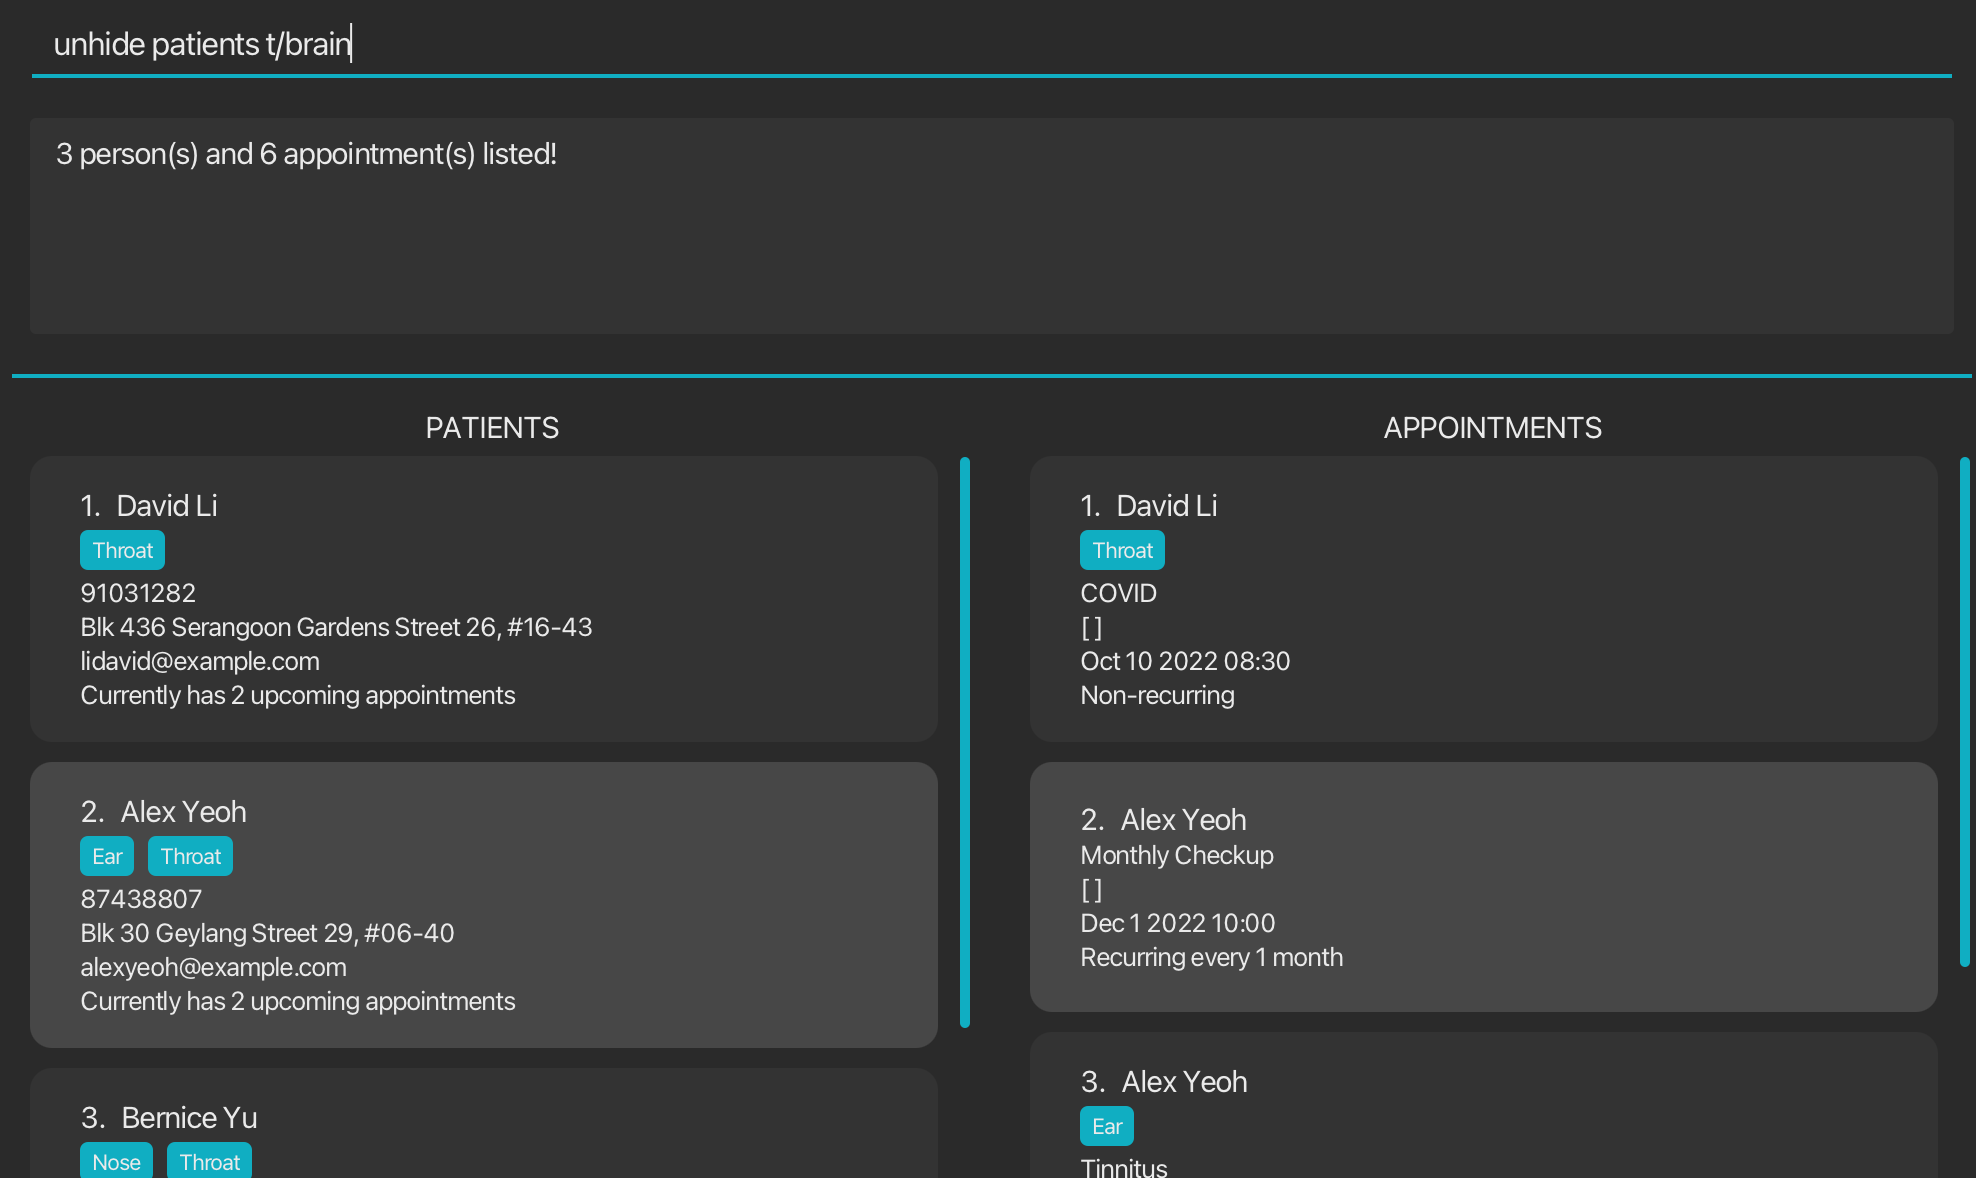 unhide patients t/brain
3 person(s) and 6 appointment(s) listed!
PATIENTS
1. David Li
Throat
91031282
Blk 436 Serangoon Gardens Street 26, #16-43
lidavid@example.com
Currently has 2 upcoming appointments
2. Alex Yeoh
Ear Throat
87438807
Blk 30 Geylang Street 29, #06-40
alexyeoh@example.com
Currently has 2 upcoming appointments
3. Bernice Yu
Nose Throat
APPOINTMENTS
1. David Li
Throat
COVID
[ ]
Oct 10 2022 08:30
Non-recurring
2. Alex Yeoh
Monthly Checkup
[ ]
Dec 1 2022 10:00
Recurring every 1 month
3. Alex Yeoh
Ear
Tinnitus